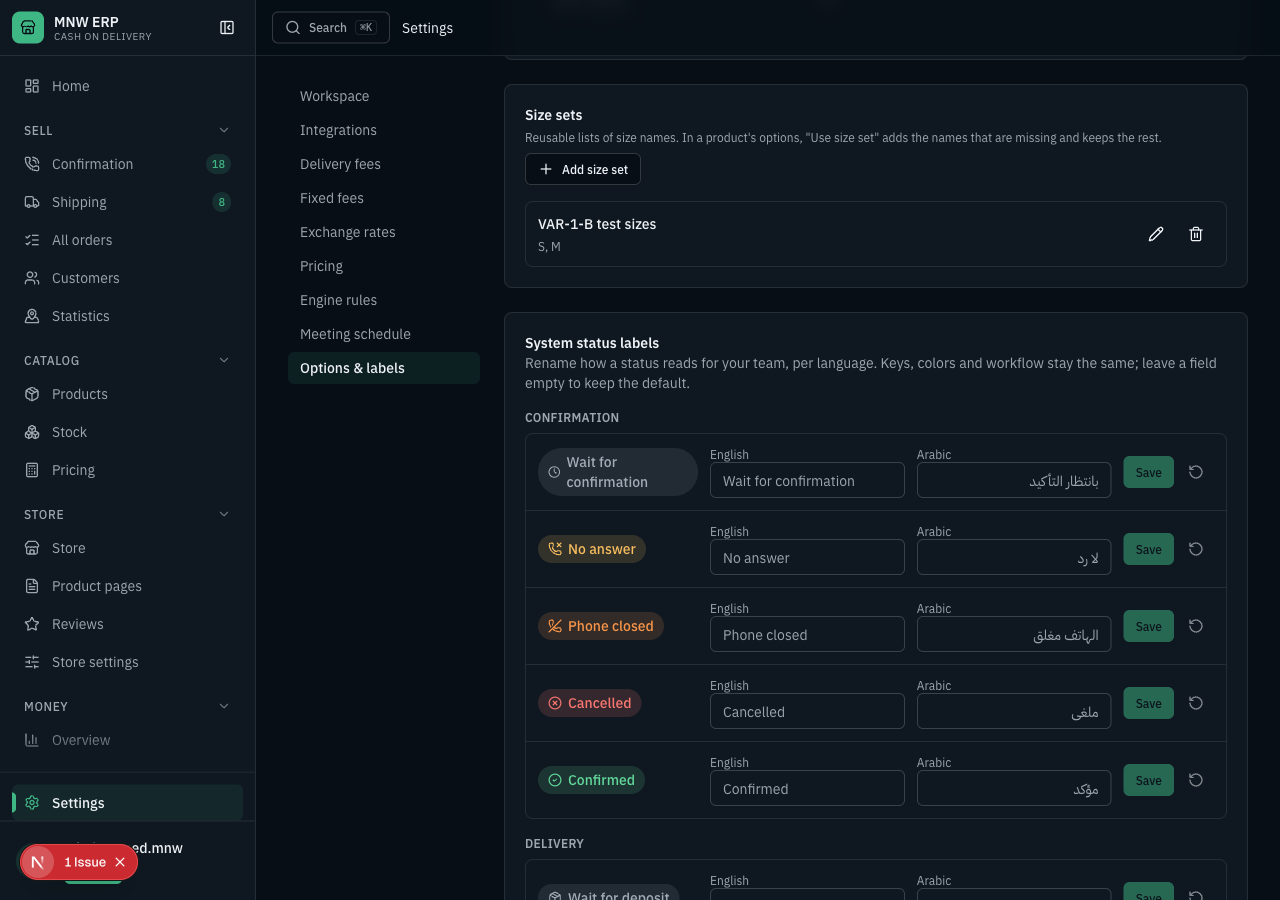 MNW ERP
CASH ON DELIVERY
Search ⌘K
Settings
Home
SELL
Confirmation 18
Shipping 8
All orders
Customers
Statistics
CATALOG
Products
Stock
Pricing
STORE
Store
Product pages
Reviews
Store settings
MONEY
Overview
Settings
ed.mnw
N 1 Issue
Workspace
Integrations
Delivery fees
Fixed fees
Exchange rates
Pricing
Engine rules
Meeting schedule
Options & labels
Size sets
Reusable lists of size names. In a product's options, "Use size set" adds the names that are missing and keeps the rest.
Add size set
VAR-1-B test sizes
S, M
System status labels
Rename how a status reads for your team, per language. Keys, colors and workflow stay the same; leave a field
empty to keep the default.
CONFIRMATION
Wait for
confirmation
English
Wait for confirmation
Arabic
بانتظار التأكيد
Save
No answer
English
No answer
Arabic
لا رد
Save
Phone closed
English
Phone closed
Arabic
الهاتف مغلق
Save
Cancelled
English
Cancelled
Arabic
ملغى
Save
Confirmed
English
Confirmed
Arabic
مؤكد
Save
DELIVERY
Wait for deposit
English
Arabic
Save